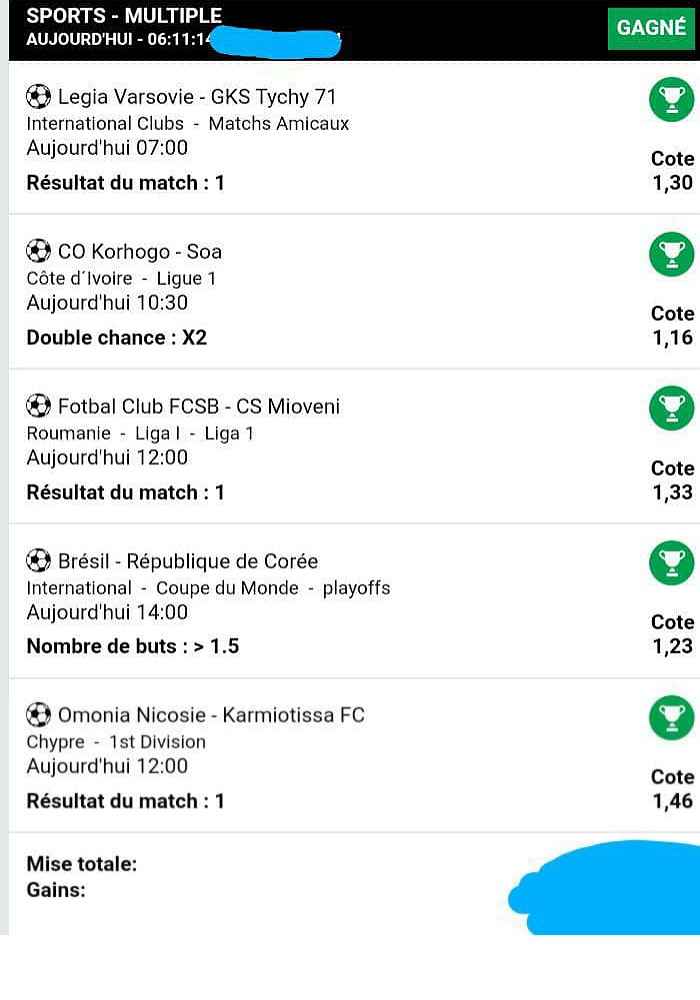 SPORTS - MULTIPLE
AUJOURD'HUI - 06:11:14
GAGNÉ
Legia Varsovie - GKS Tychy 71
International Clubs - Matchs Amicaux
Aujourd'hui 07:00
Résultat du match : 1
Cote
1,30
CO Korhogo - Soa
Côte d´Ivoire - Ligue 1
Aujourd'hui 10:30
Double chance : X2
Cote
1,16
Fotbal Club FCSB - CS Mioveni
Roumanie - Liga I - Liga 1
Aujourd'hui 12:00
Résultat du match : 1
Cote
1,33
Brésil - République de Corée
International - Coupe du Monde - playoffs
Aujourd'hui 14:00
Nombre de buts : > 1.5
Cote
1,23
Omonia Nicosie - Karmiotissa FC
Chypre - 1st Division
Aujourd'hui 12:00
Résultat du match : 1
Cote
1,46
Mise totale:
Gains: